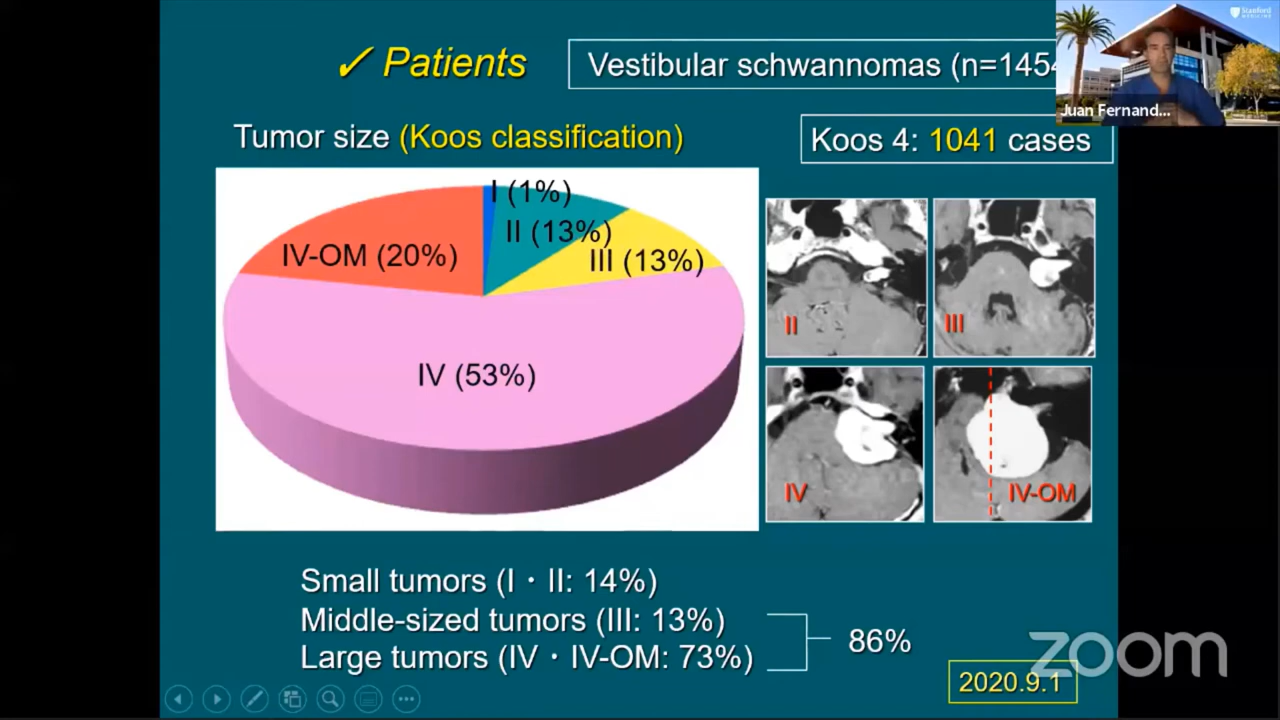 ✓ Patients
Vestibular schwannomas (n=1454
Stanford
MEDICINE
Juan Fernand...
Tumor size (Koos classification)
Koos 4: 1041 cases
I (1%)
II (13%)
III (13%)
IV-OM (20%)
IV (53%)
II
III
IV
IV-OM
Small tumors (I・II: 14%)
Middle-sized tumors (III: 13%)
Large tumors (IV・IV-OM: 73%)
86%
zoom
2020.9.1